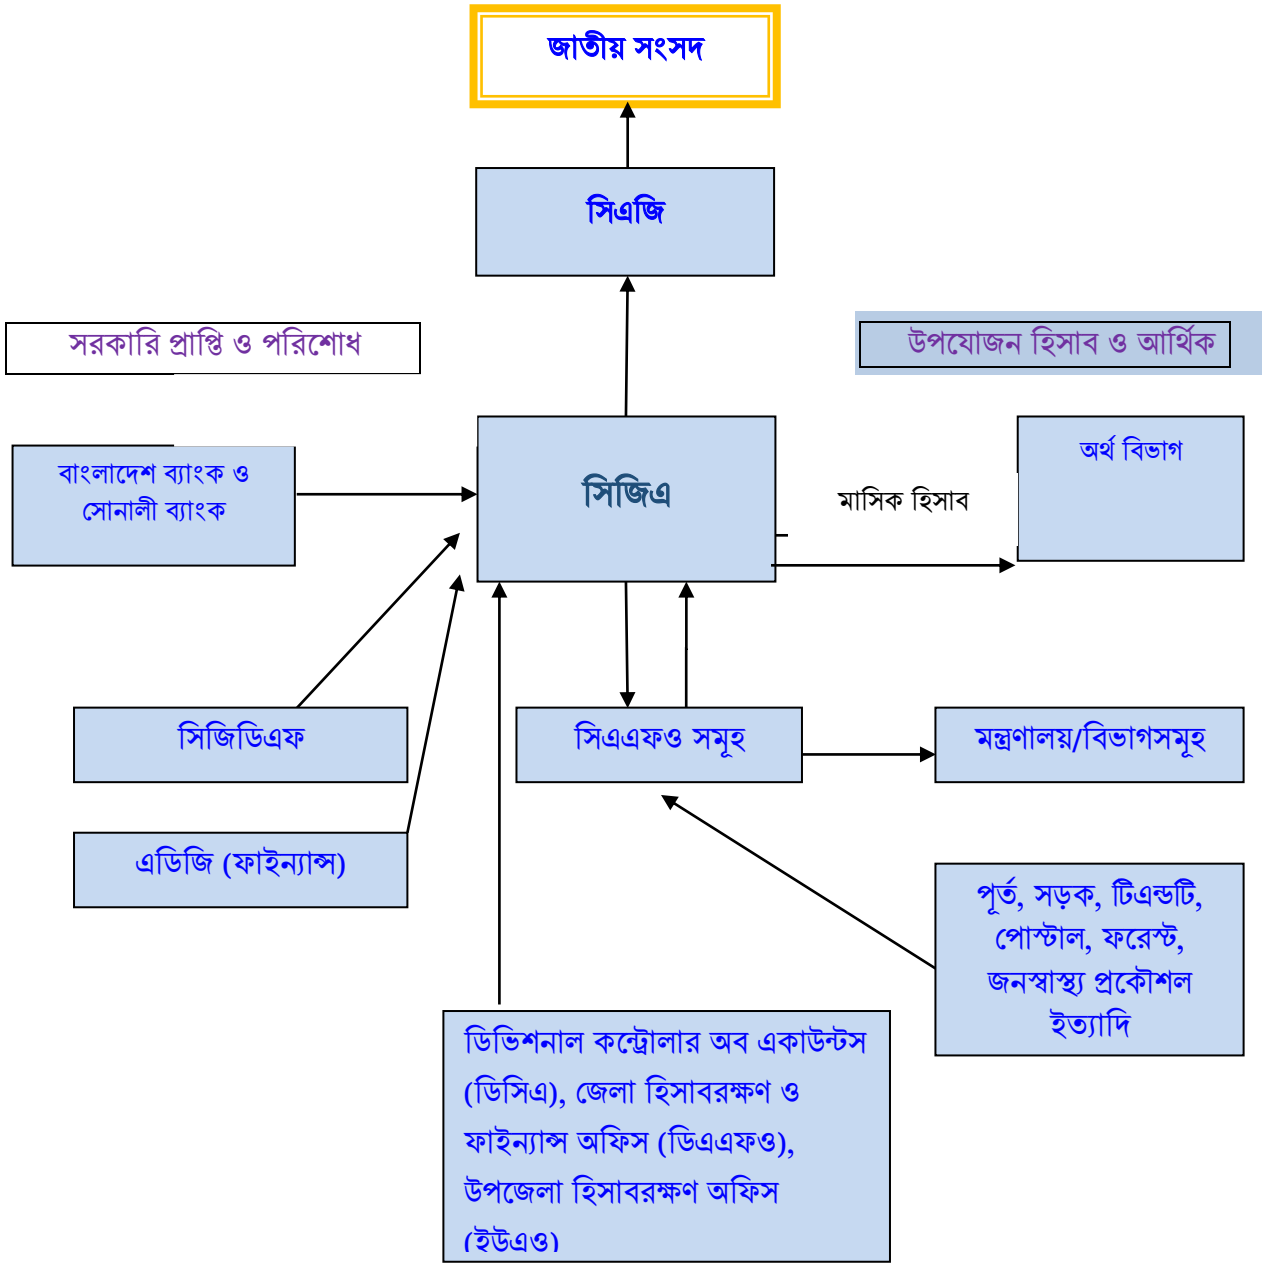 জাতীয় সংসদ
সিএজি
সরকারি প্রাপ্তি ও পরিশোধ
উপযোজন হিসাব ও আর্থিক
বাংলাদেশ ব্যাংক ও
সোনালী ব্যাংক
সিজিএ
মাসিক হিসাব
অর্থ বিভাগ
সিজিডিএফ
সিএএফও সমূহ
মন্ত্রণালয়/বিভাগসমূহ
এডিজি (ফাইন্যান্স)
পূর্ত, সড়ক, টিএন্ডটি,
পোস্টাল, ফরেস্ট,
জনস্বাস্থ্য প্রকৌশল
ইত্যাদি
ডিভিশনাল কন্ট্রোলার অব একাউন্টস
(ডিসিএ), জেলা হিসাবরক্ষণ ও
ফাইন্যান্স অফিস (ডিএএফও),
উপজেলা হিসাবরক্ষণ অফিস
(ইউএও)